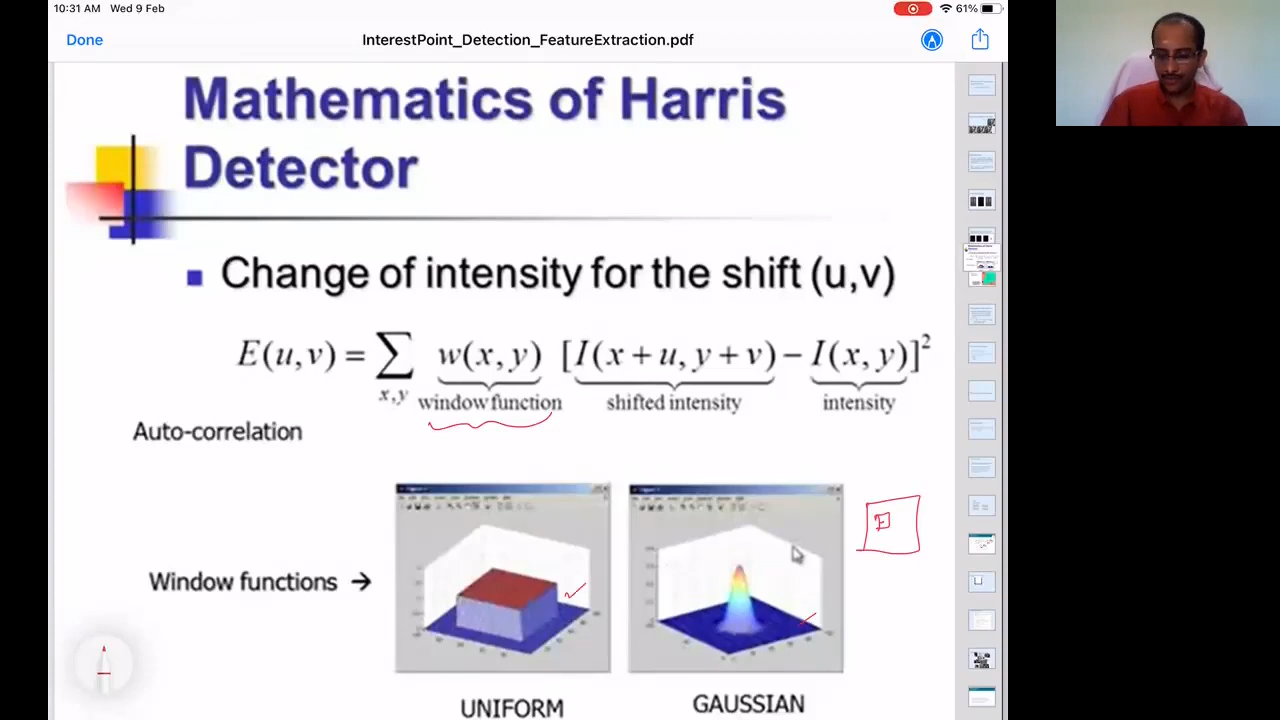 10:31 AM Wed 9 Feb
61%
Done
InterestPoint_Detection_FeatureExtraction.pdf
Mathematics of Harris
Detector
Change of intensity for the shift (u,v)
E(u,v) = ∑ w(x,y) [I(x+u,y+v) − I(x,y)]²
x,y window function shifted intensity intensity
Auto-correlation
Window functions →
UNIFORM
GAUSSIAN